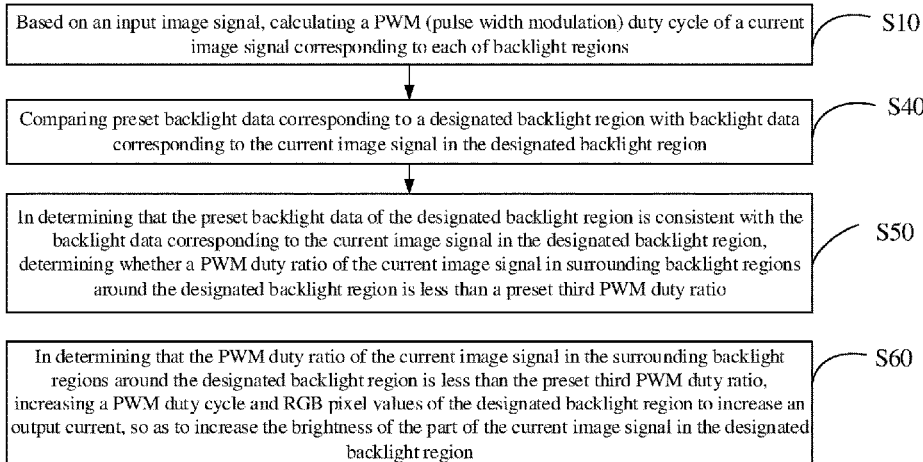 Based on an input image signal, calculating a PWM (pulse width modulation) duty cycle of a current
image signal corresponding to each of backlight regions
S10
Comparing preset backlight data corresponding to a designated backlight region with backlight data
corresponding to the current image signal in the designated backlight region
S40
In determining that the preset backlight data of the designated backlight region is consistent with the
backlight data corresponding to the current image signal in the designated backlight region,
determining whether a PWM duty ratio of the current image signal in surrounding backlight regions
around the designated backlight region is less than a preset third PWM duty ratio
S50
In determining that the PWM duty ratio of the current image signal in the surrounding backlight
regions around the designated backlight region is less than the preset third PWM duty ratio,
increasing a PWM duty cycle and RGB pixel values of the designated backlight region to increase an
output current, so as to increase the brightness of the part of the current image signal in the designated
backlight region
S60